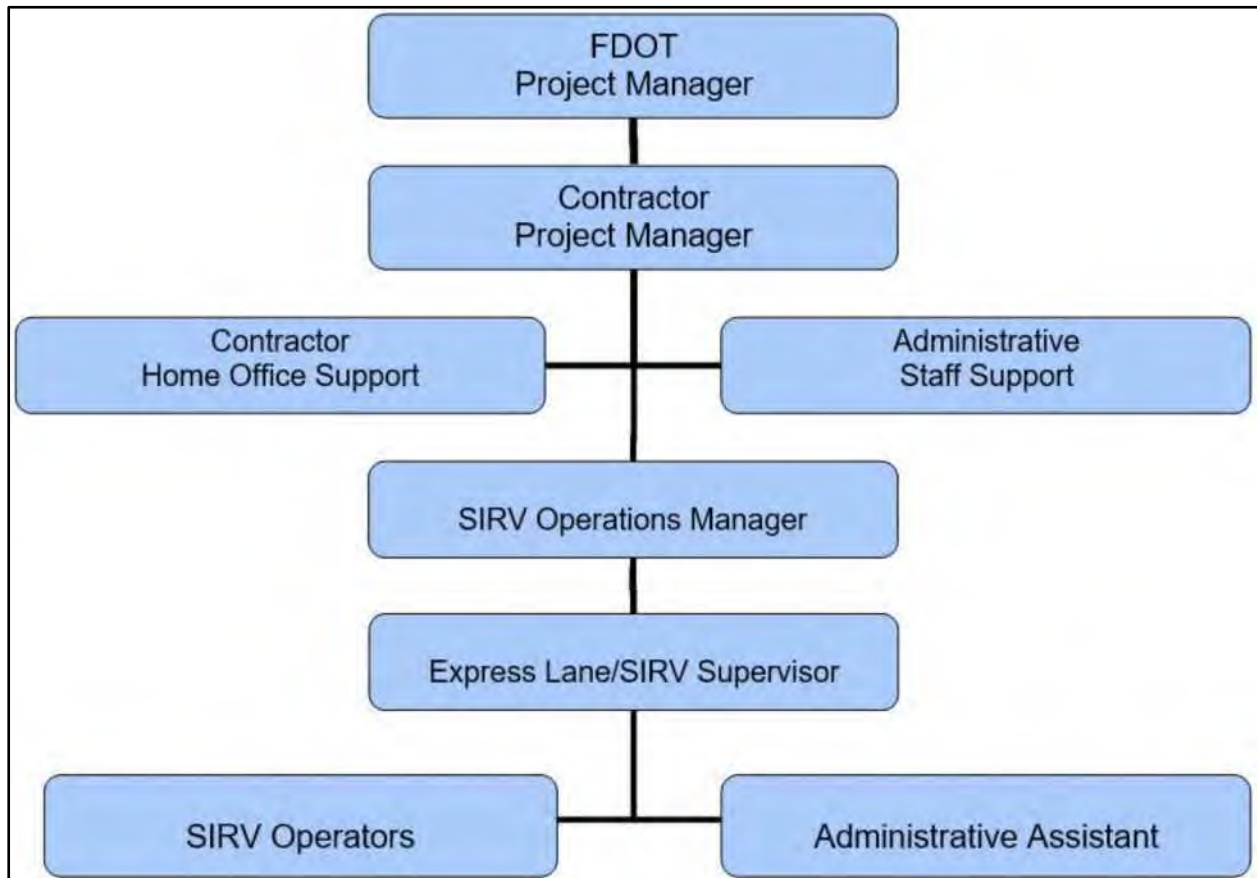 FDOT
Project Manager
Contractor
Project Manager
Contractor
Home Office Support
Administrative
Staff Support
SIRV Operations Manager
Express Lane/SIRV Supervisor
SIRV Operators
Administrative Assistant